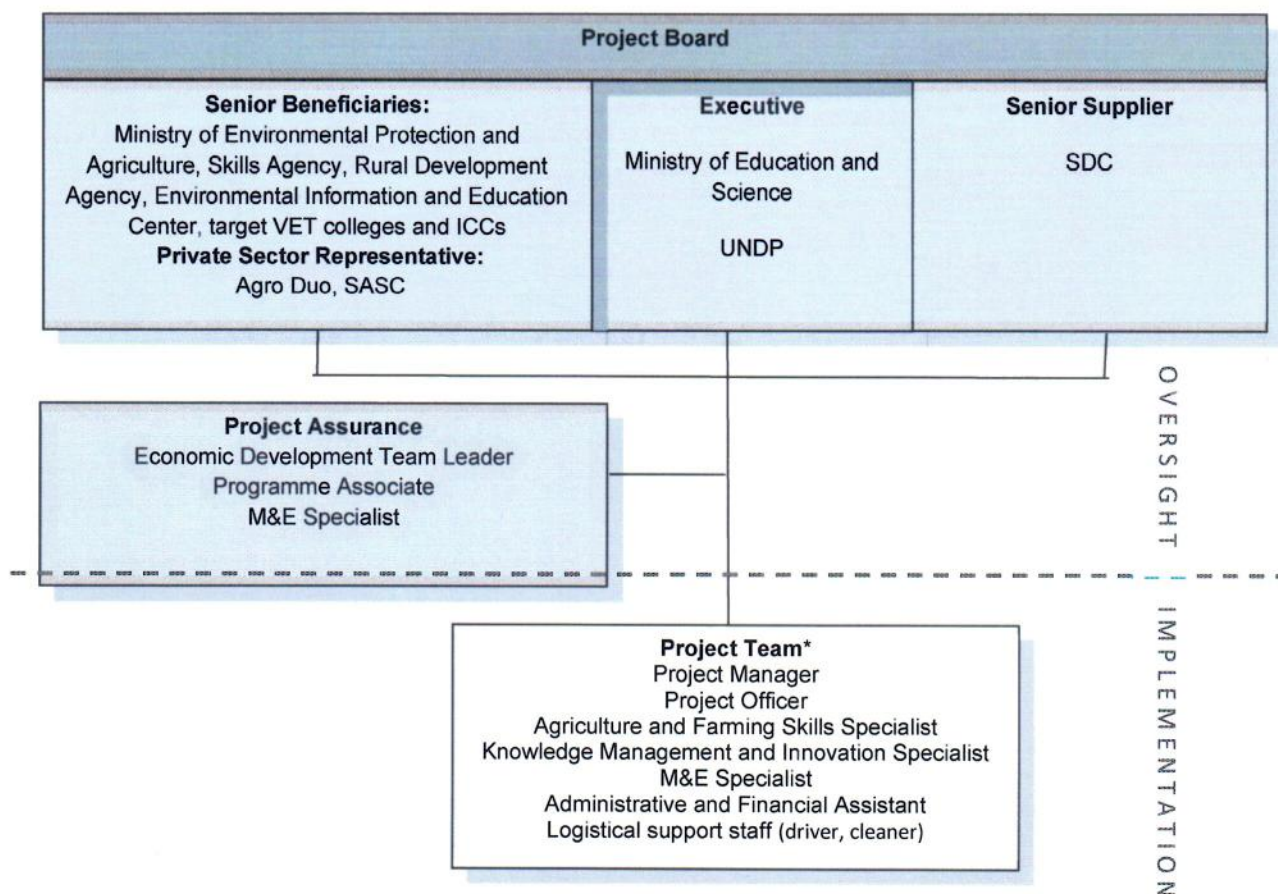 Project Board
Senior Beneficiaries:
Ministry of Environmental Protection and
Agriculture, Skills Agency, Rural Development
Agency, Environmental Information and Education
Center, target VET colleges and ICCs
Private Sector Representative:
Agro Duo, SASC
Executive
Ministry of Education and
Science
UNDP
Senior Supplier
SDC
Project Assurance
Economic Development Team Leader
Programme Associate
M&E Specialist
OVERSIGHT
Project Team*
Project Manager
Project Officer
Agriculture and Farming Skills Specialist
Knowledge Management and Innovation Specialist
M&E Specialist
Administrative and Financial Assistant
Logistical support staff (driver, cleaner)
IMPLEMENTATION